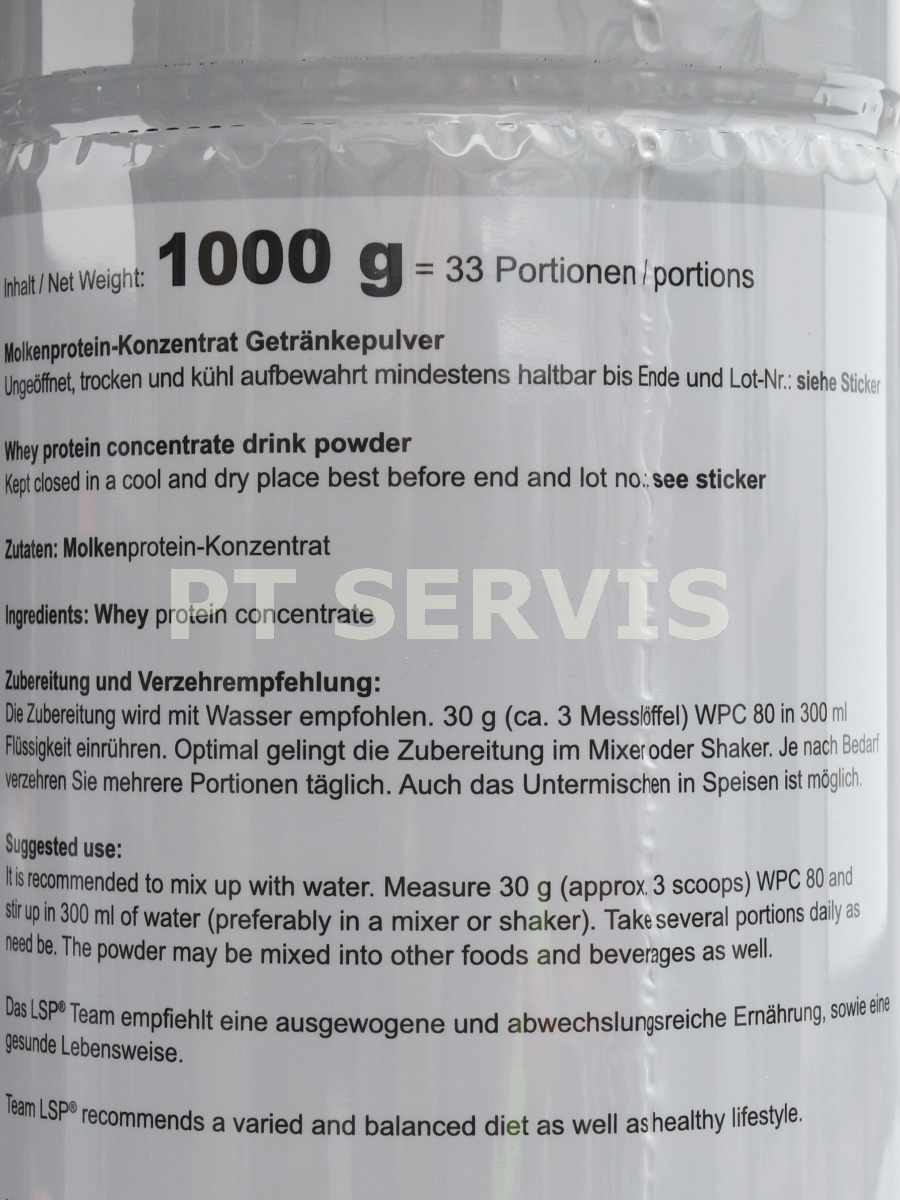 Inhalt / Net Weight: 1000 g = 33 Portionen / portions
Molkenprotein-Konzentrat Getränkepulver
Ungeöffnet, trocken und kühl aufbewahrt mindestens haltbar bis Ende und Lot-Nr.: siehe Sticker
Whey protein concentrate drink powder
Kept closed in a cool and dry place best before end and lot no.: see sticker
Zutaten: Molkenprotein-Konzentrat
PT SERVIS
Ingredients: Whey protein concentrate
Zubereitung und Verzehrempfehlung:
Die Zubereitung wird mit Wasser empfohlen. 30 g (ca. 3 Messlöffel) WPC 80 in 300 ml
Flüssigkeit einrühren. Optimal gelingt die Zubereitung im Mixer oder Shaker. Je nach Bedarf
verzehren Sie mehrere Portionen täglich. Auch das Untermischen in Speisen ist möglich.
Suggested use:
It is recommended to mix up with water. Measure 30 g (approx. 3 scoops) WPC 80 and
stir up in 300 ml of water (preferably in a mixer or shaker). Take several portions daily as
need be. The powder may be mixed into other foods and beverages as well.
Das LSP® Team empfiehlt eine ausgewogene und abwechslungsreiche Ernährung, sowie eine
gesunde Lebensweise.
Team LSP® recommends a varied and balanced diet as well as healthy lifestyle.